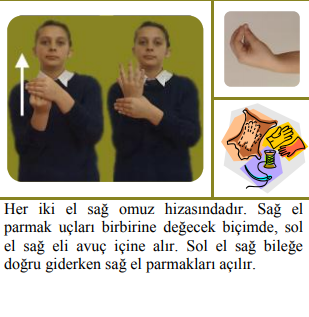 Her iki el sağ omuz hizasındadır. Sağ el
parmak uçları birbirine değecek biçimde, sol
el sağ eli avuç içine alır. Sol el sağ bileğe
doğru giderken sağ el parmakları açılır.